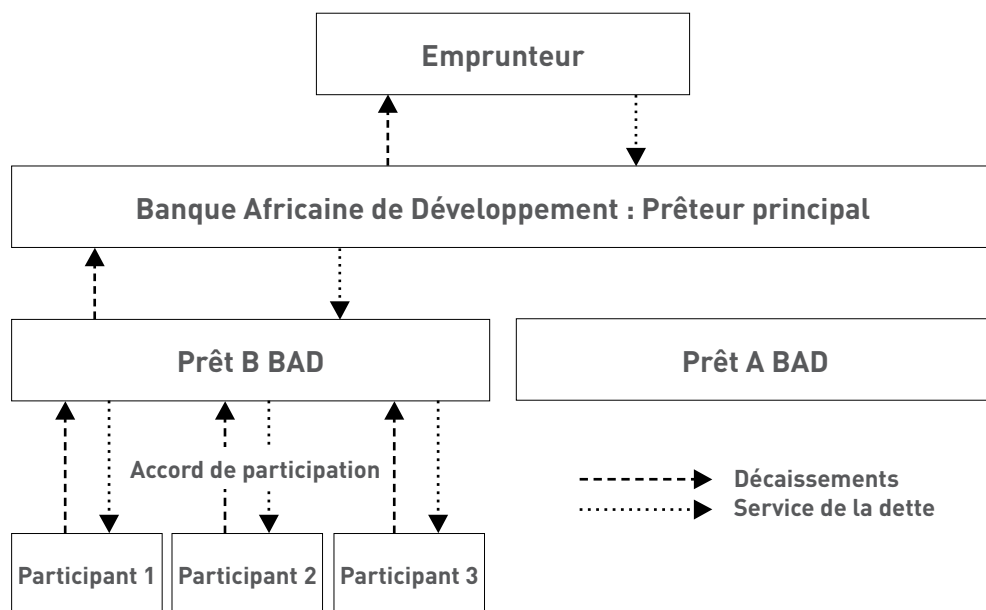 Emprunteur
Banque Africaine de Développement : Prêteur principal
Prêt B BAD
Prêt A BAD
Accord de participation
Décaissements
Service de la dette
Participant 1
Participant 2
Participant 3